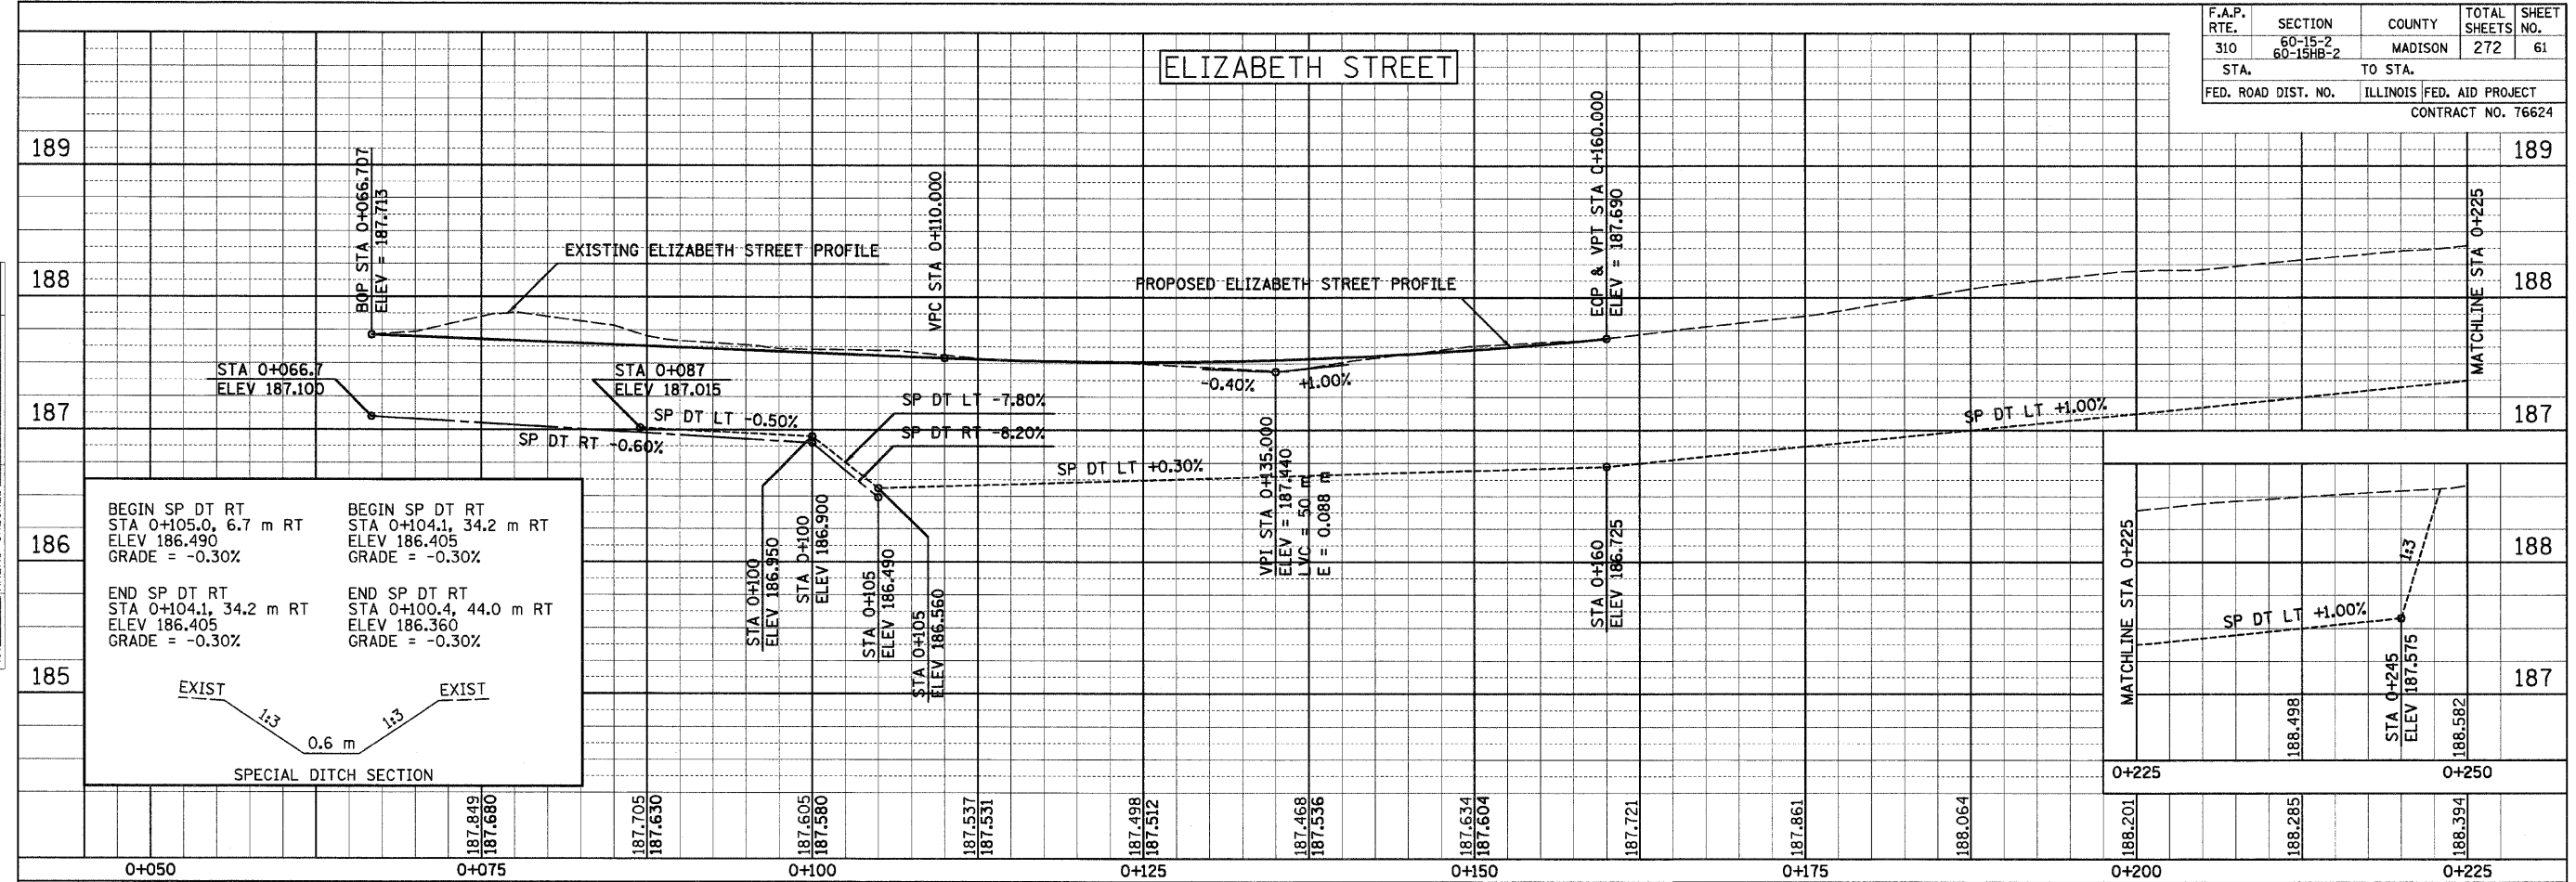 F.A.P. RTE. SECTION COUNTY TOTAL SHEETS SHEET NO.
310 60-15-2 60-15HB-2 MADISON 272 61
STA. TO STA.
FED. ROAD DIST. NO. ILLINOIS FED. AID PROJECT
CONTRACT NO. 76624
ELIZABETH STREET
189
188
187
186
185
189
188
187
188
187
BOP STA 0+066.707
ELEV = 187.713
EXISTING ELIZABETH STREET PROFILE
VPC STA 0+110.000
PROPOSED ELIZABETH STREET PROFILE
EOP & VPT STA 0+160.000
ELEV = 187.690
MATCHLINE STA 0+225
STA 0+066.7
ELEV 187.100
STA 0+087
ELEV 187.015
SP DT LT -0.50%
SP DT RT -0.60%
SP DT LT -7.80%
SP DT RT -8.20%
-0.40%
+1.00%
SP DT LT +0.30%
SP DT LT +1.00%
VPI STA 0+135.000
ELEV = 187.440
LVC = 50 m
E = 0.088 m
STA 0+100
ELEV 186.950
STA 0+100
ELEV 186.900
STA 0+105
ELEV 186.490
STA 0+105
ELEV 186.560
STA 0+160
ELEV 186.725
BEGIN SP DT RT
STA 0+105.0, 6.7 m RT
ELEV 186.490
GRADE = -0.30%
END SP DT RT
STA 0+104.1, 34.2 m RT
ELEV 186.405
GRADE = -0.30%
BEGIN SP DT RT
STA 0+104.1, 34.2 m RT
ELEV 186.405
GRADE = -0.30%
END SP DT RT
STA 0+100.4, 44.0 m RT
ELEV 186.360
GRADE = -0.30%
EXIST
EXIST
1:3
1:3
0.6 m
SPECIAL DITCH SECTION
MATCHLINE STA 0+225
SP DT LT +1.00%
1:3
STA 0+245
ELEV 187.575
188.498
188.582
0+225
0+250
187.849
187.680
187.705
187.630
187.605
187.580
187.537
187.531
187.498
187.512
187.468
187.536
187.634
187.604
187.721
187.861
188.064
188.201
188.285
188.394
0+050
0+075
0+100
0+125
0+150
0+175
0+200
0+225